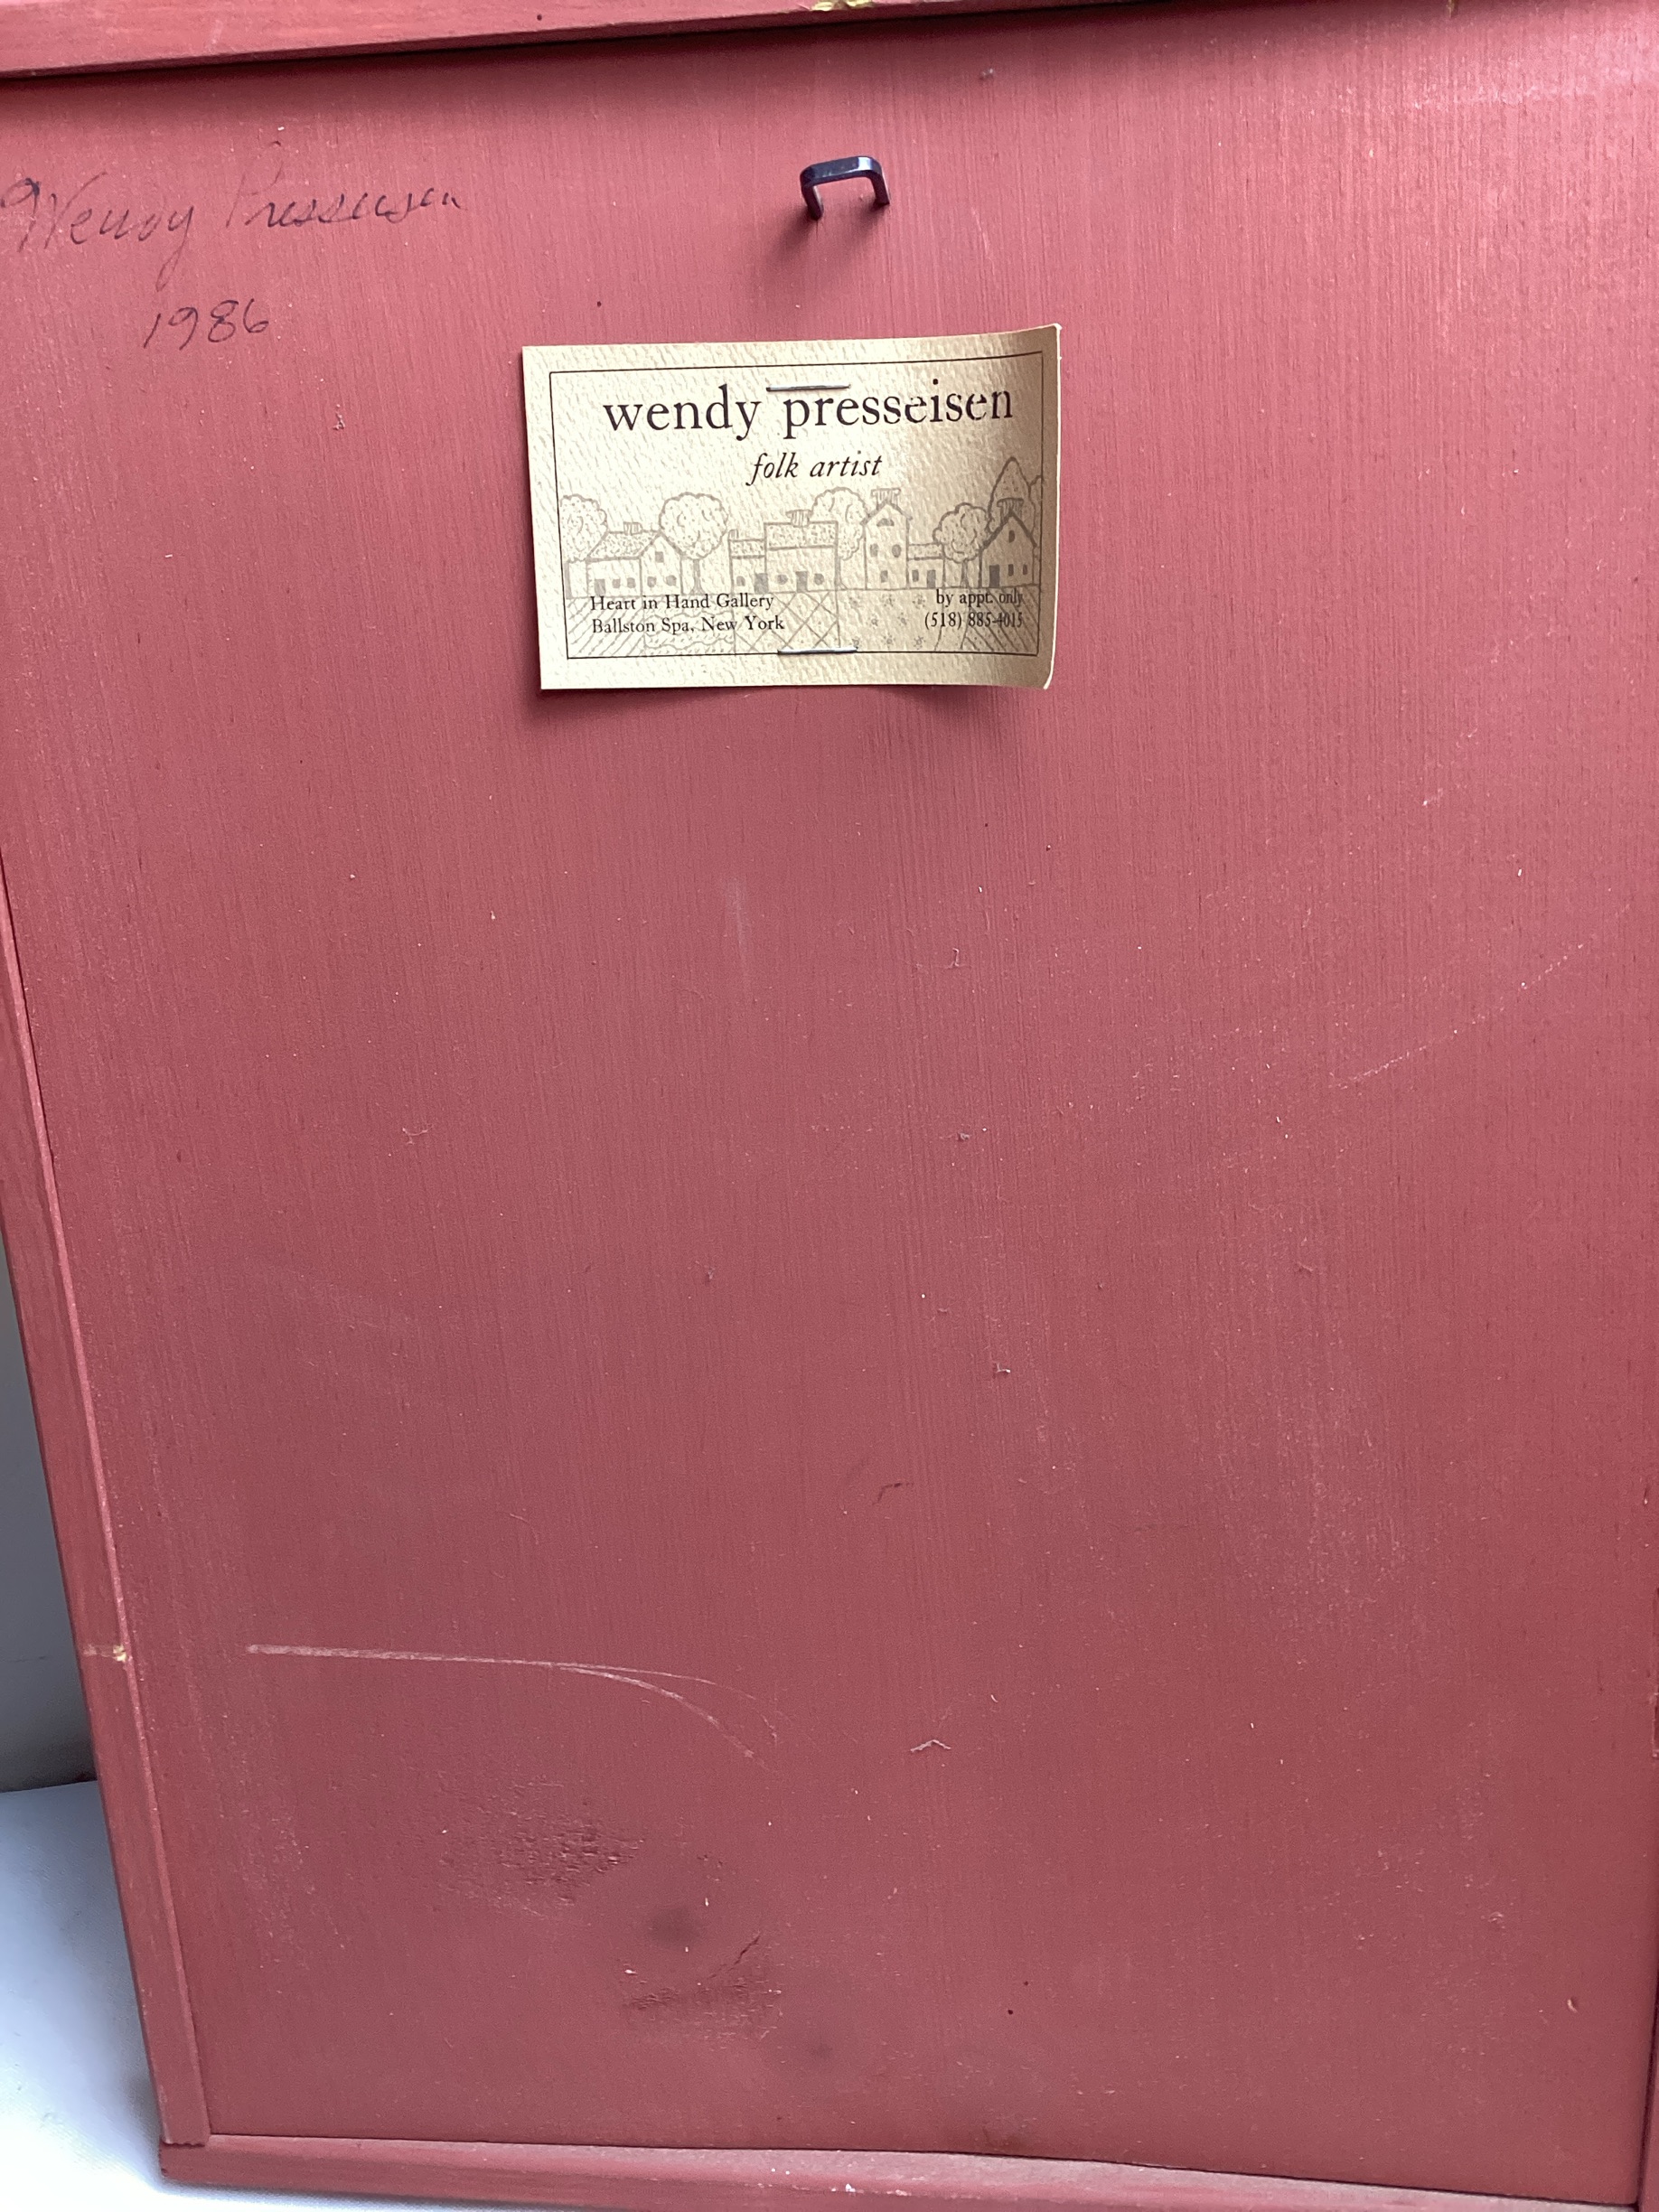 Wendy Presseisen
1986
wendy presseisen
folk artist
Heart in Hand Gallery
Ballston Spa, New York
by appt. only
(518) 885-4015